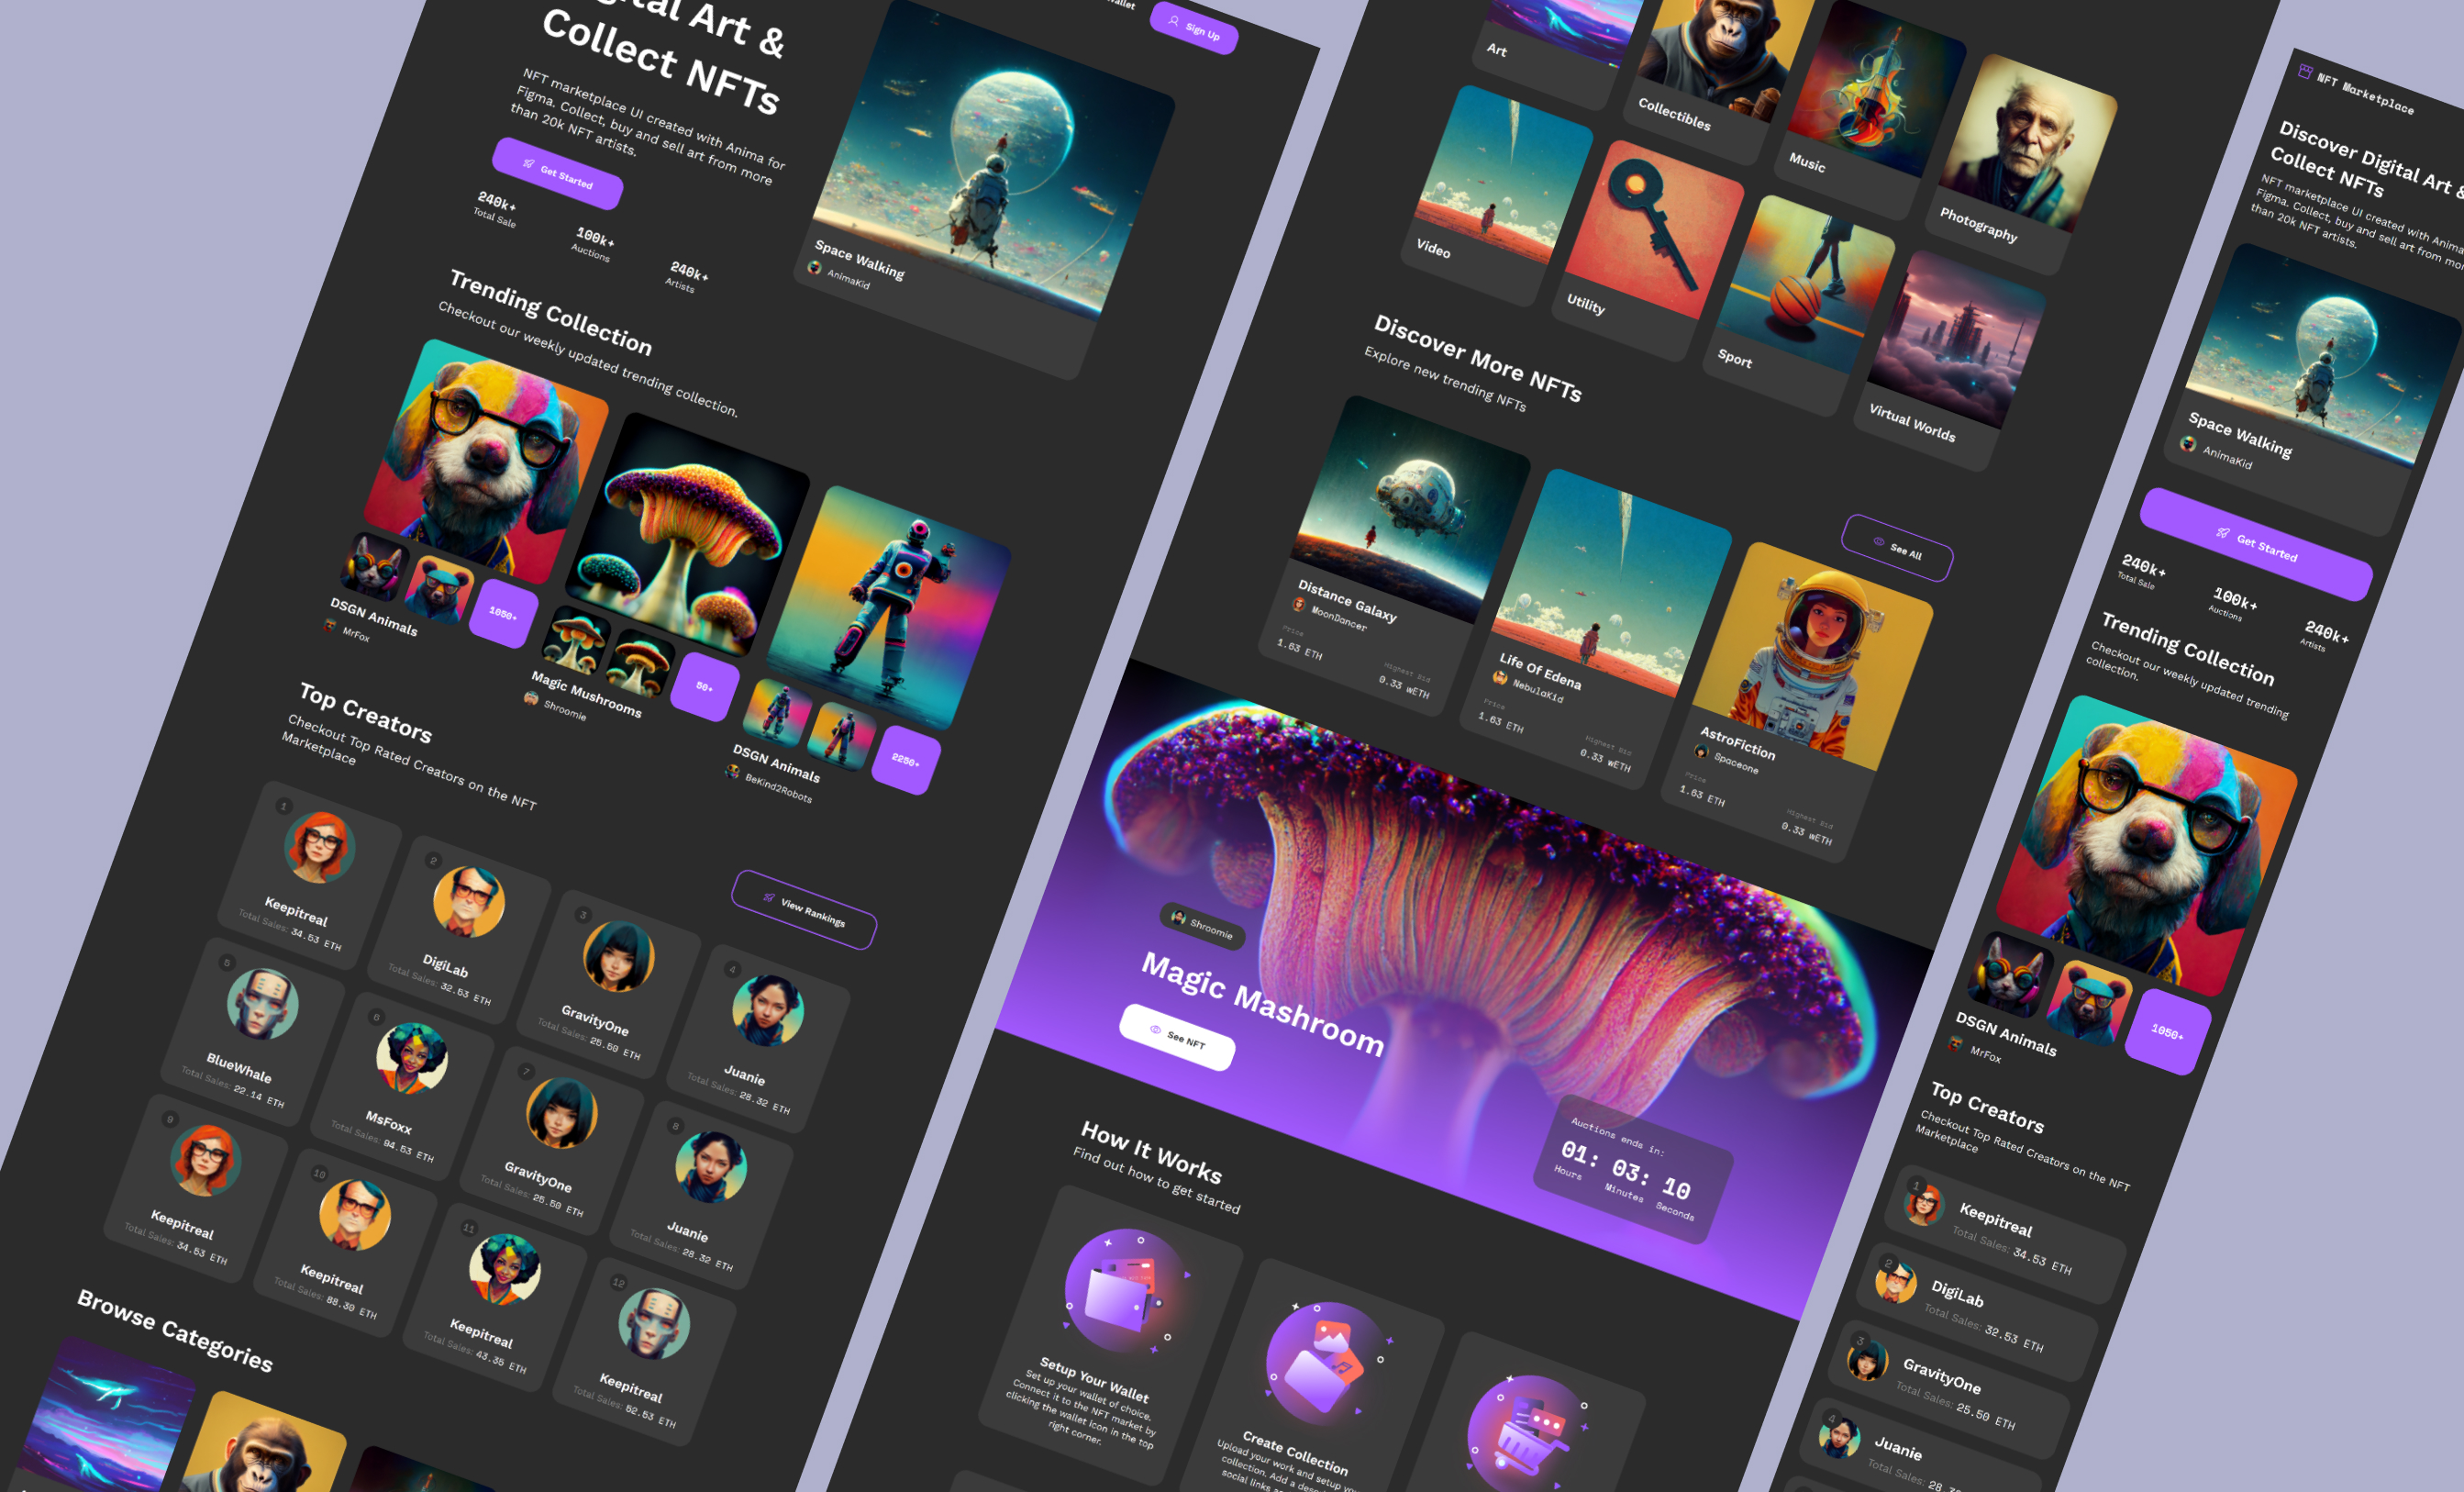 Wallet
Sign Up
Digital Art &
Collect NFTs
NFT marketplace UI created with Anima for
Figma. Collect, buy and sell art from more
than 20k NFT artists.
Get Started
240k+
Total Sale
100k+
Auctions
240k+
Artists
Space Walking
AnimaKid
Trending Collection
Checkout our weekly updated trending collection.
1050+
DSGN Animals
MrFox
50+
Magic Mushrooms
Shroomie
2250+
DSGN Animals
BeKind2Robots
Top Creators
Checkout Top Rated Creators on the NFT
Marketplace
View Rankings
1
Keepitreal
Total Sales: 34.53 ETH
2
DigiLab
Total Sales: 32.53 ETH
3
GravityOne
Total Sales: 25.50 ETH
4
Juanie
Total Sales: 28.32 ETH
5
BlueWhale
Total Sales: 22.14 ETH
6
MsFoxx
Total Sales: 94.53 ETH
7
GravityOne
Total Sales: 25.50 ETH
8
Juanie
Total Sales: 28.32 ETH
9
Keepitreal
Total Sales: 34.53 ETH
10
Keepitreal
Total Sales: 88.30 ETH
11
Keepitreal
Total Sales: 43.35 ETH
12
Keepitreal
Total Sales: 52.53 ETH
Browse Categories
Art
Collectibles
Music
Photography
Video
Utility
Sport
Virtual Worlds
Discover More NFTs
Explore new trending NFTs
See All
Distance Galaxy
MoonDancer
Price
1.63 ETH
Highest Bid
0.33 wETH
Life Of Edena
NebulaKid
Price
1.63 ETH
Highest Bid
0.33 wETH
AstroFiction
Spaceone
Price
1.63 ETH
Highest Bid
0.33 wETH
Shroomie
Magic Mashroom
See NFT
Auctions ends in:
01: 03: 10
Hours
Minutes
Seconds
How It Works
Find out how to get started
Setup Your Wallet
Set up your wallet of choice.
Connect it to the NFT market by
clicking the wallet icon in the top
right corner.
Create Collection
Upload your work and setup
collection. Add a
social links
NFT Marketplace
Discover Digital Art &
Collect NFTs
NFT marketplace UI created with Anima
Figma. Collect, buy and sell art from more
than 20k NFT artists.
Space Walking
AnimaKid
Get Started
240k+
Total Sale
100k+
Auctions
240k+
Artists
Trending Collection
Checkout our weekly updated trending
collection.
1050+
DSGN Animals
MrFox
Top Creators
Checkout Top Rated Creators on the NFT
Marketplace
1
Keepitreal
Total Sales: 34.53 ETH
2
DigiLab
Total Sales: 32.53 ETH
3
GravityOne
Total Sales: 25.50 ETH
4
Juanie
Total Sales: